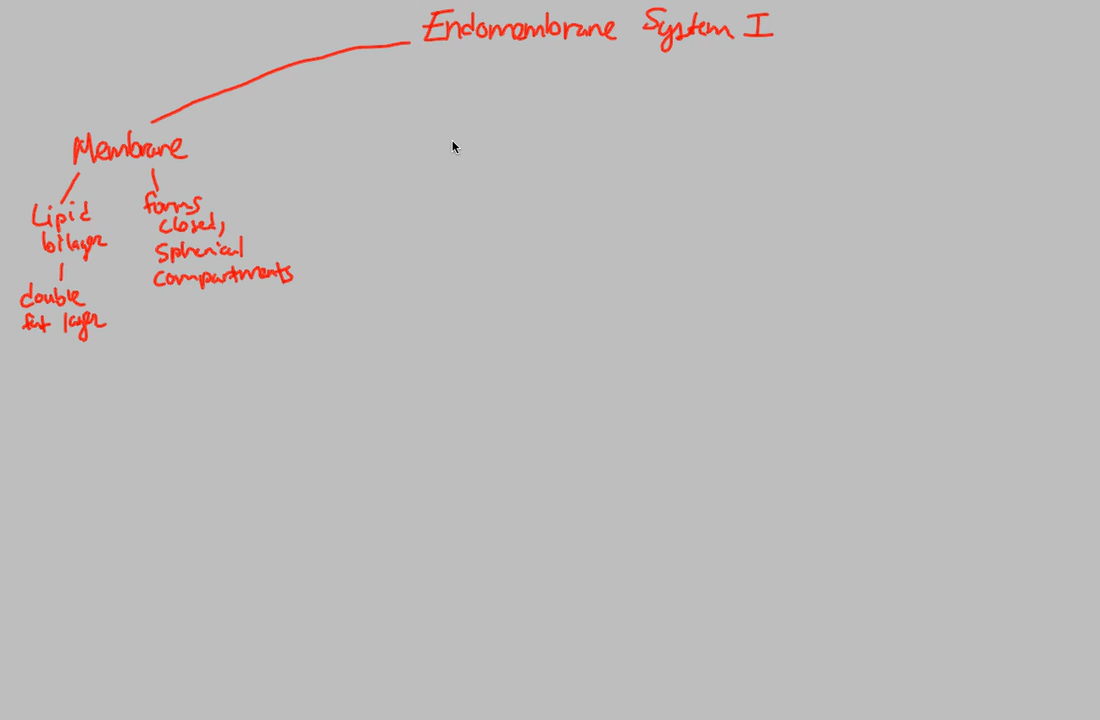 Endomembrane System I
Membrane
Lipid
bilayer
double
fat layer
forms
closed,
spherical
compartments